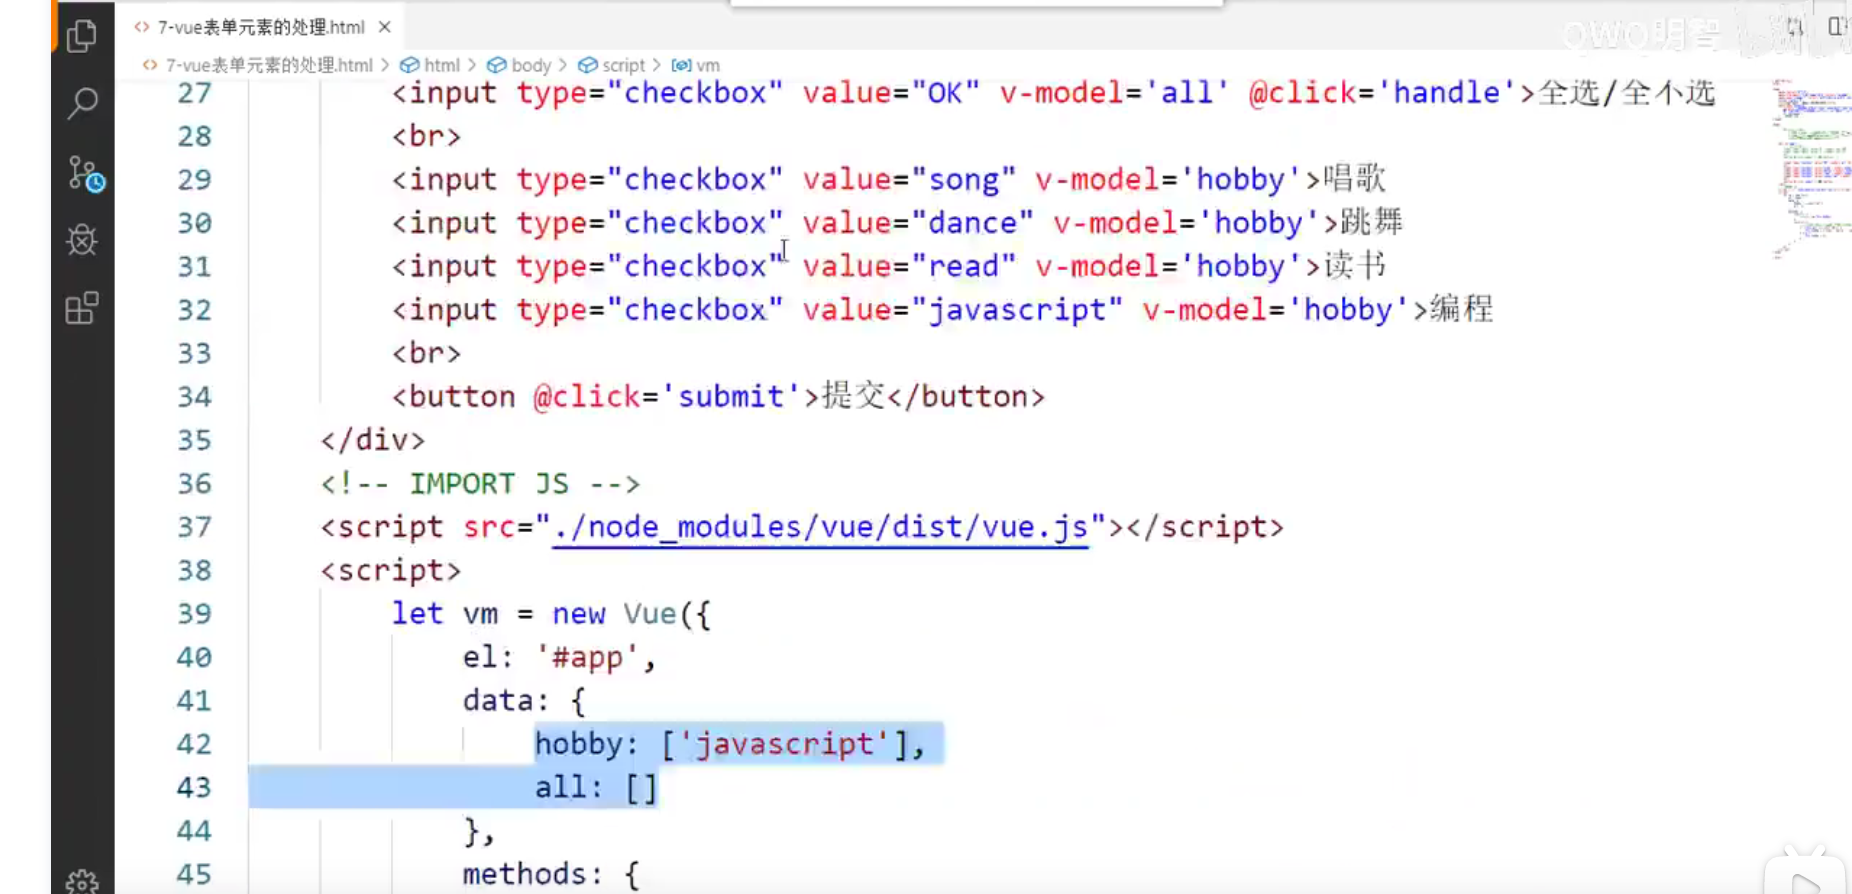 7-vue表单元素的处理.html
OWO明智
7-vue表单元素的处理.html > html > body > script > vm
27 <input type="checkbox" value="OK" v-model='all' @click='handle'>全选/全不选
28 <br>
29 <input type="checkbox" value="song" v-model='hobby'>唱歌
30 <input type="checkbox" value="dance" v-model='hobby'>跳舞
31 <input type="checkbox" value="read" v-model='hobby'>读书
32 <input type="checkbox" value="javascript" v-model='hobby'>编程
33 <br>
34 <button @click='submit'>提交</button>
35 </div>
36 <!-- IMPORT JS -->
37 <script src="./node_modules/vue/dist/vue.js"></script>
38 <script>
39 let vm = new Vue({
40 el: '#app',
41 data: {
42 hobby: ['javascript'],
43 all: []
44 },
45 methods: {